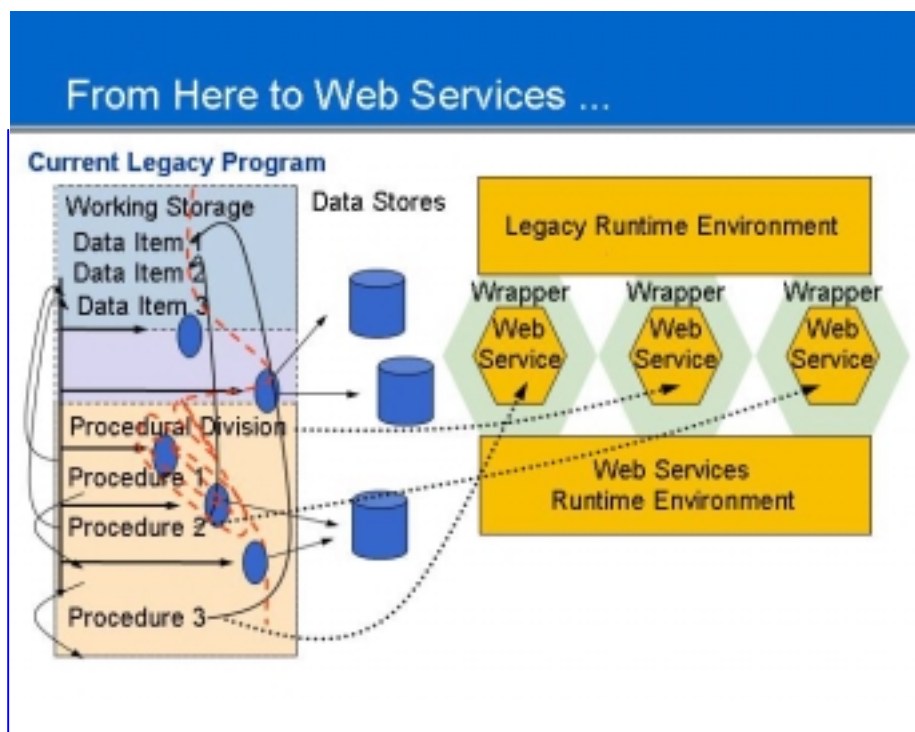 From Here to Web Services ...
Current Legacy Program
Working Storage
Data Item 1
Data Item 2
Data Item 3
Procedural Division
Procedure 1
Procedure 2
Procedure 3
Data Stores
Legacy Runtime Environment
Wrapper
Wrapper
Wrapper
Web
Service
Web
Service
Web
Service
Web Services
Runtime Environment